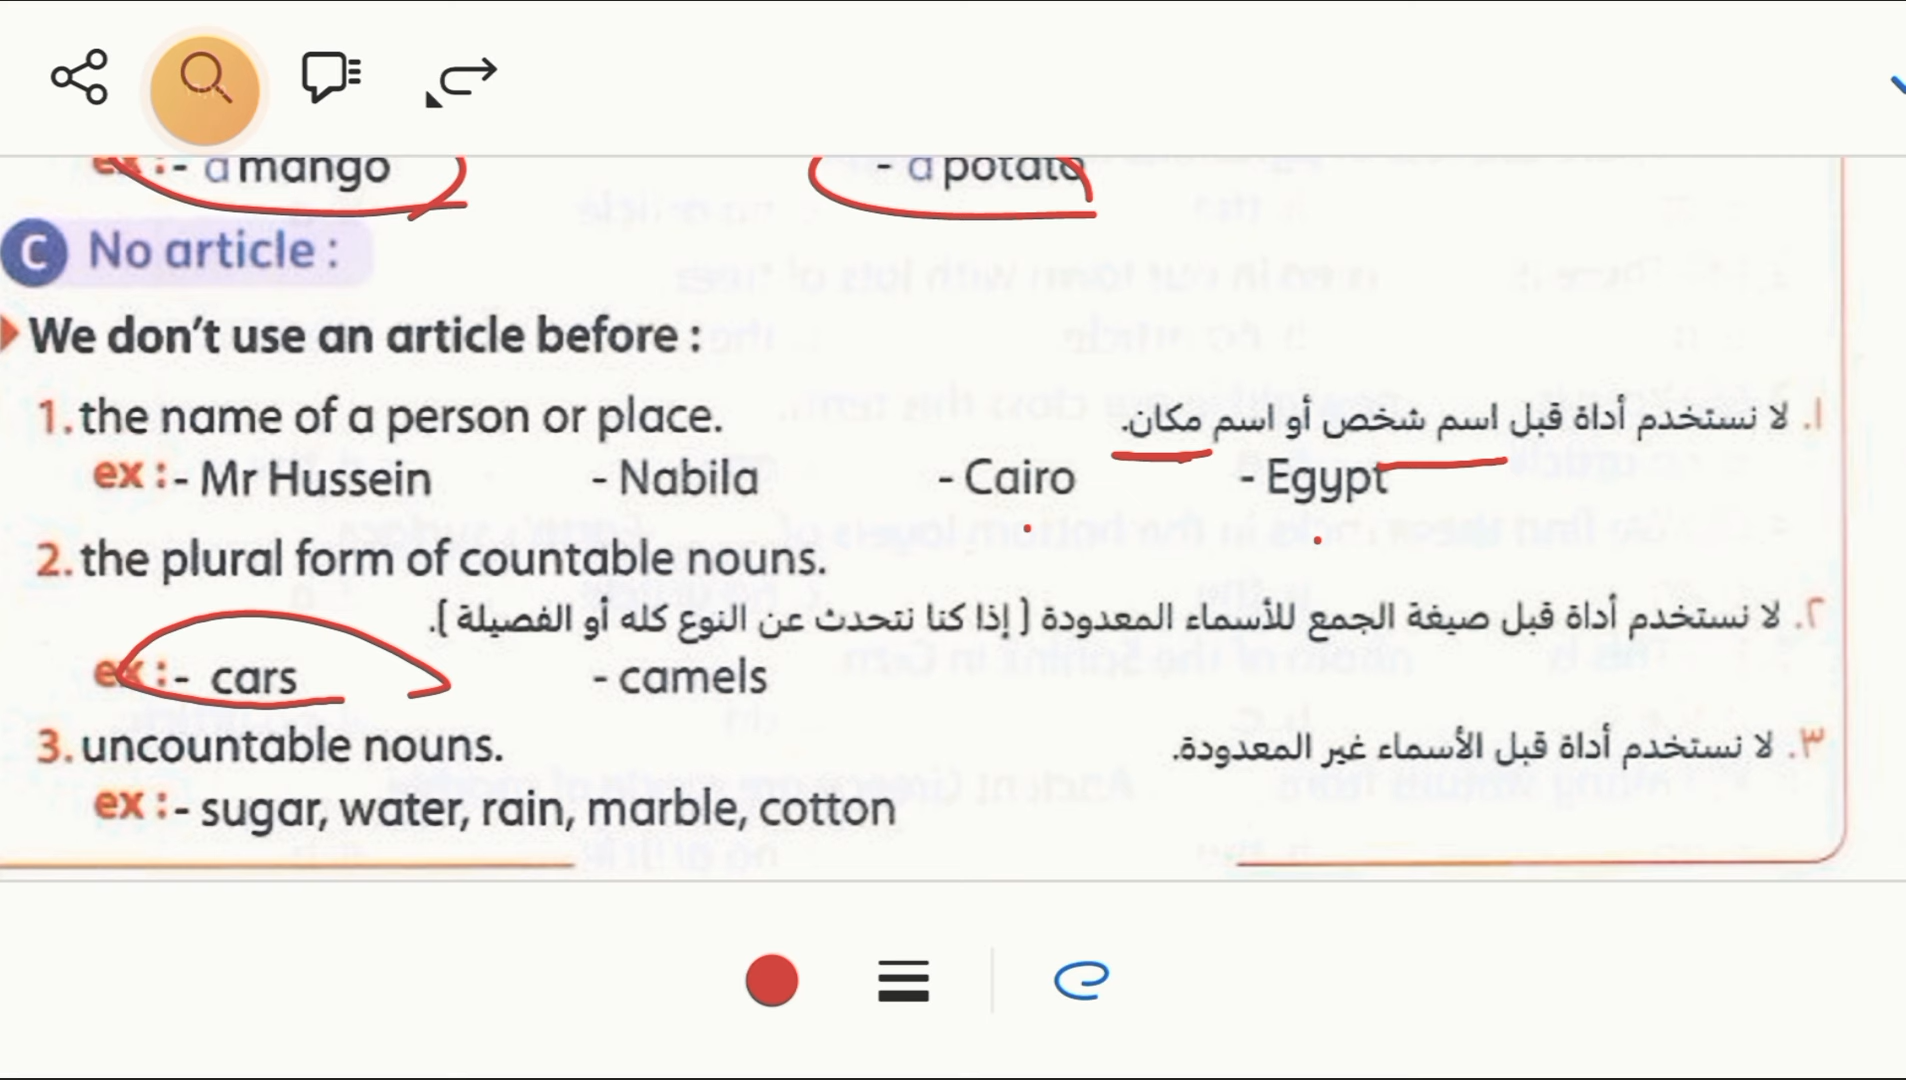 ex :- a mango - a potato
C No article :
We don't use an article before :
1. the name of a person or place. ١. لا نستخدم أداة قبل اسم شخص أو اسم مكان.
ex :- Mr Hussein - Nabila - Cairo - Egypt
2. the plural form of countable nouns.
٢. لا نستخدم أداة قبل صيغة الجمع للأسماء المعدودة [ إذا كنا نتحدث عن النوع كله أو الفصيلة ].
ex :- cars - camels
3. uncountable nouns. ٣. لا نستخدم أداة قبل الأسماء غير المعدودة.
ex :- sugar, water, rain, marble, cotton